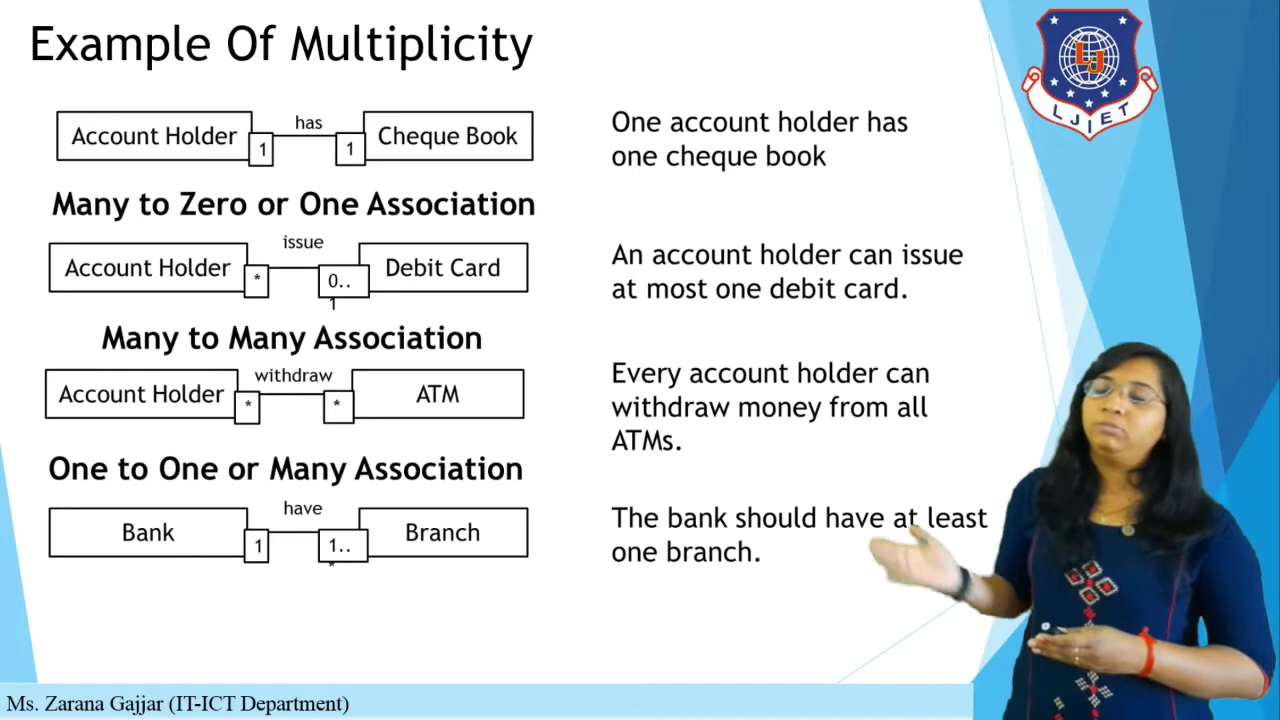 Example Of Multiplicity
Account Holder
1
has
1
Cheque Book
One account holder has
one cheque book
Many to Zero or One Association
Account Holder
*
issue
0..
1
Debit Card
An account holder can issue
at most one debit card.
Many to Many Association
Account Holder
*
withdraw
*
ATM
Every account holder can
withdraw money from all
ATMs.
One to One or Many Association
Bank
1
have
1..
*
Branch
The bank should have at least
one branch.
LJ
LJIET
Ms. Zarana Gajjar (IT-ICT Department)